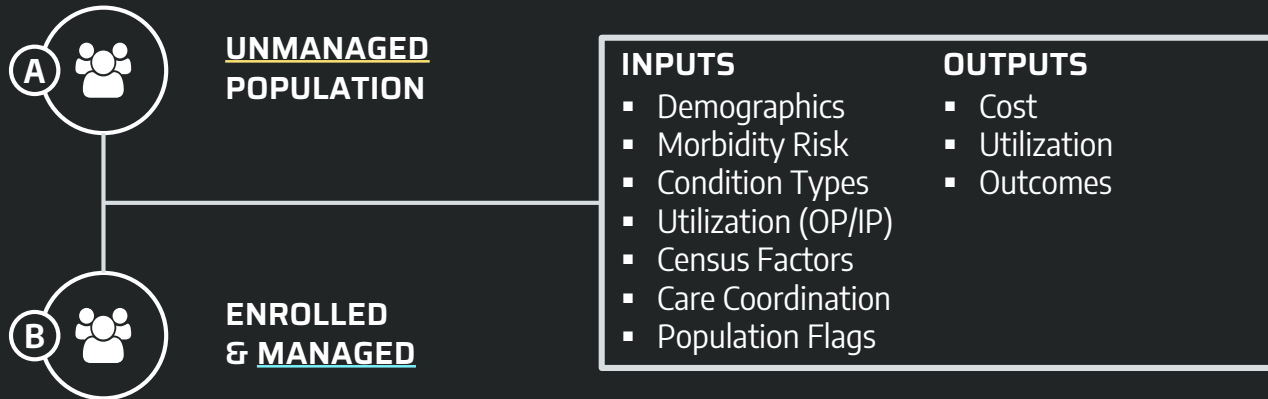 A
UNMANAGED
POPULATION
B
ENROLLED
& MANAGED
INPUTS
▪ Demographics
▪ Morbidity Risk
▪ Condition Types
▪ Utilization (OP/IP)
▪ Census Factors
▪ Care Coordination
▪ Population Flags
OUTPUTS
▪ Cost
▪ Utilization
▪ Outcomes